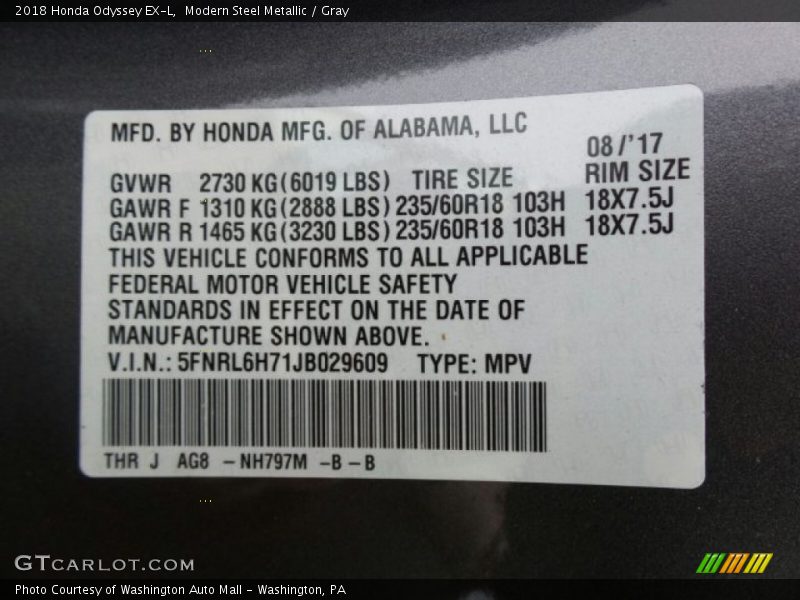 2018 Honda Odyssey EX-L, Modern Steel Metallic / Gray
MFD. BY HONDA MFG. OF ALABAMA, LLC
08/'17
GVWR 2730 KG(6019 LBS) TIRE SIZE RIM SIZE
GAWR F 1310 KG(2888 LBS) 235/60R18 103H 18X7.5J
GAWR R 1465 KG(3230 LBS) 235/60R18 103H 18X7.5J
THIS VEHICLE CONFORMS TO ALL APPLICABLE
FEDERAL MOTOR VEHICLE SAFETY
STANDARDS IN EFFECT ON THE DATE OF
MANUFACTURE SHOWN ABOVE.
V.I.N.: 5FNRL6H71JB029609 TYPE: MPV
THR J AG8 -NH797M -B-B
GTCARLOT.COM
Photo Courtesy of Washington Auto Mall - Washington, PA